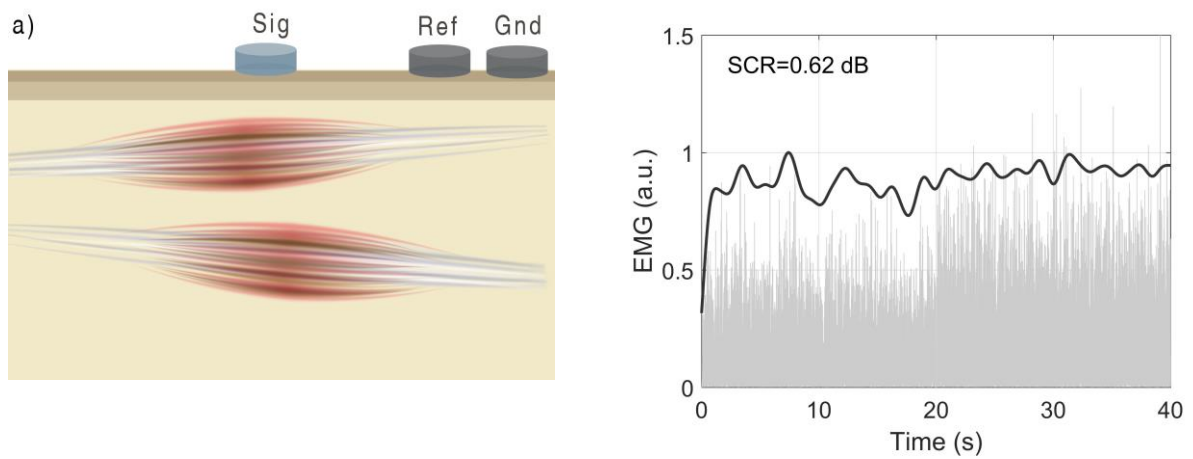 a)
Sig
Ref
Gnd
SCR=0.62 dB
EMG (a.u.)
1.5
1
0.5
0
0 10 20 30 40
Time (s)